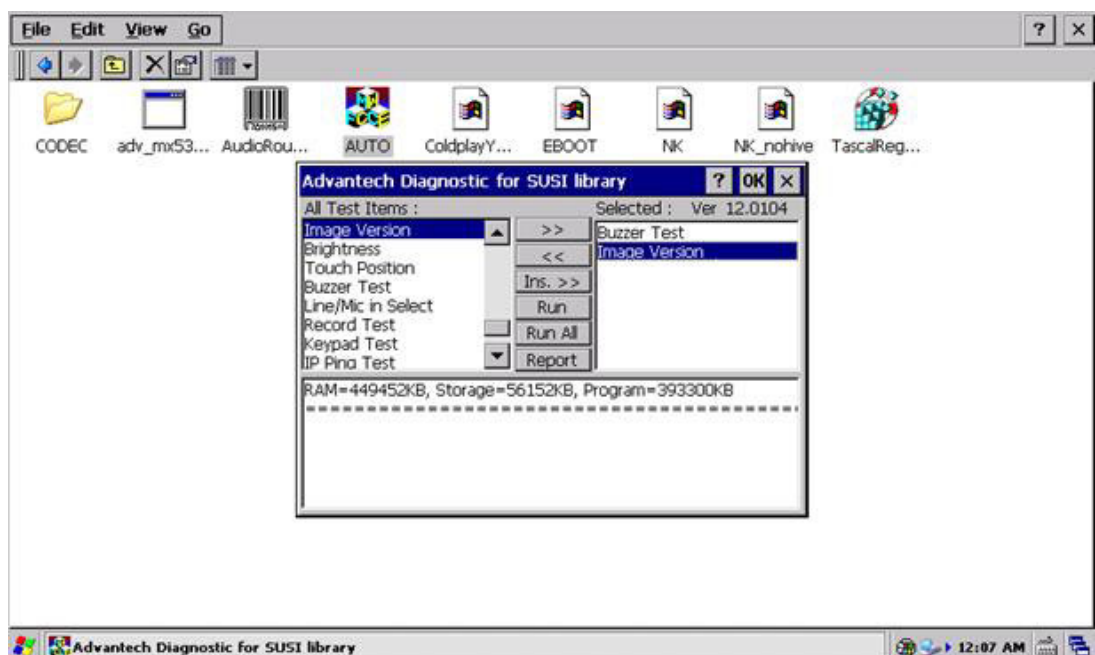 File Edit View Go ? ×
CODEC adv_mx53... AudioRou... AUTO ColdplayY... EBOOT NK NK_nohive TascalReg...
Advantech Diagnostic for SUSI library ? OK ×
All Test Items : Selected : Ver 12.0104
Image Version
Brightness
Touch Position
Buzzer Test
Line/Mic in Select
Record Test
Keypad Test
IP Ping Test
>>
<<
Ins. >>
Run
Run All
Report
Buzzer Test
Image Version
RAM=449452KB, Storage=56152KB, Program=393300KB
Advantech Diagnostic for SUSI library 12:07 AM